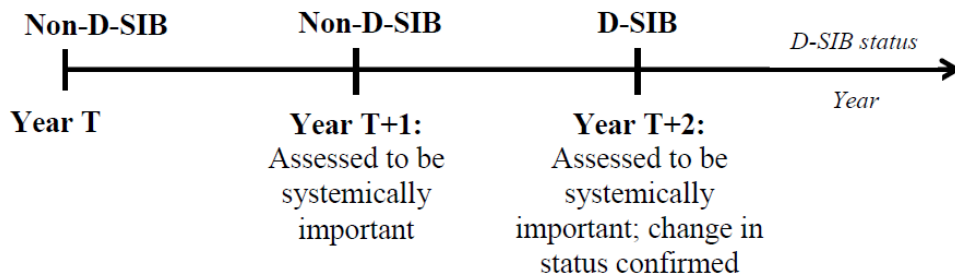 Non-D-SIB Non-D-SIB D-SIB
D-SIB status
Year
Year T
Year T+1:
Assessed to be
systemically
important
Year T+2:
Assessed to be
systemically
important; change in
status confirmed